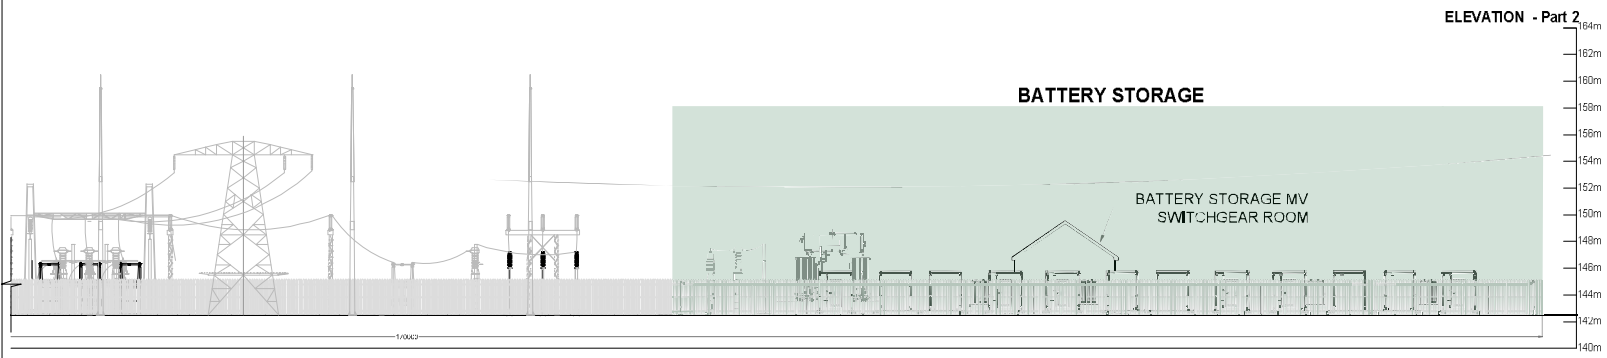 ELEVATION - Part 2
164m
162m
160m
BATTERY STORAGE
158m
156m
154m
152m
BATTERY STORAGE MV
SWITCHGEAR ROOM
150m
148m
146m
144m
142m
140m